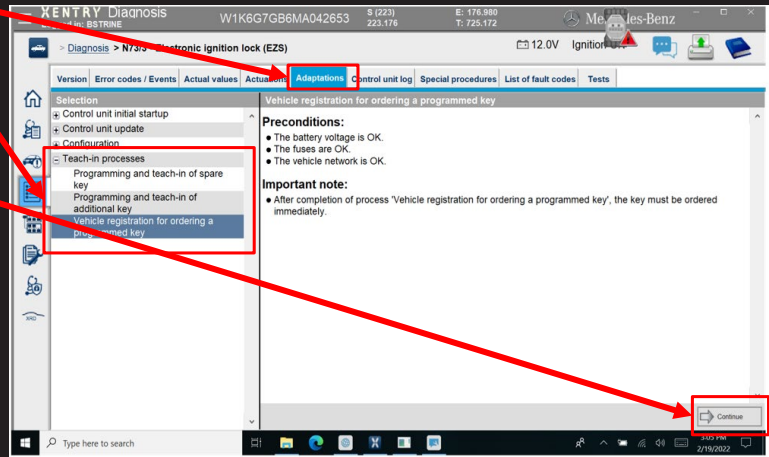 XENTRY Diagnosis
in: BSTRINE
W1K6G7GB6MA042653
S (223)
223.176
E: 176.980
T: 725.172
> Diagnosis > N73/3 - Electronic ignition lock (EZS)
12.0V Ignition
Version Error codes / Events Actual values Actuations Adaptations Control unit log Special procedures List of fault codes Tests
Selection
Control unit initial startup
Control unit update
Configuration
Teach-in processes
Programming and teach-in of spare
key
Programming and teach-in of
additional key
Vehicle registration for ordering a
programmed key
Vehicle registration for ordering a programmed key
Preconditions:
• The battery voltage is OK.
• The fuses are OK.
• The vehicle network is OK.
Important note:
• After completion of process 'Vehicle registration for ordering a programmed key', the key must be ordered
immediately.
Continue
Type here to search
3:05 PM
2/19/2022